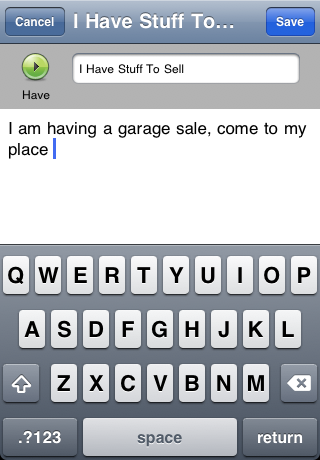 Cancel I Have Stuff To... Save
I Have Stuff To Sell
Have
I am having a garage sale, come to my
place
Q W E R T Y U I O P
A S D F G H J K L
Z X C V B N M
.?123 space return